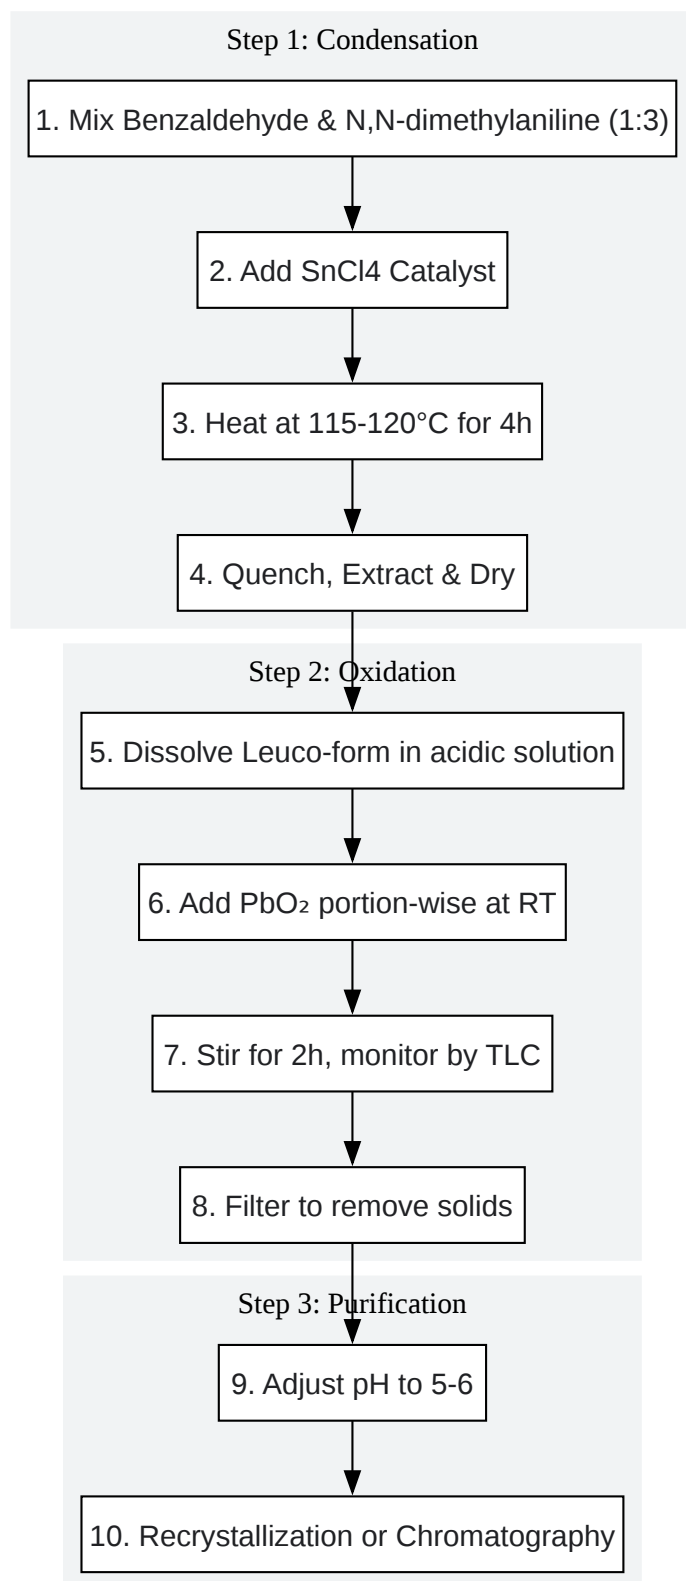 Step 1: Condensation
1. Mix Benzaldehyde & N,N-dimethylaniline (1:3)
2. Add SnCl4 Catalyst
3. Heat at 115-120°C for 4h
4. Quench, Extract & Dry
Step 2: Oxidation
5. Dissolve Leuco-form in acidic solution
6. Add PbO₂ portion-wise at RT
7. Stir for 2h, monitor by TLC
8. Filter to remove solids
Step 3: Purification
9. Adjust pH to 5-6
10. Recrystallization or Chromatography